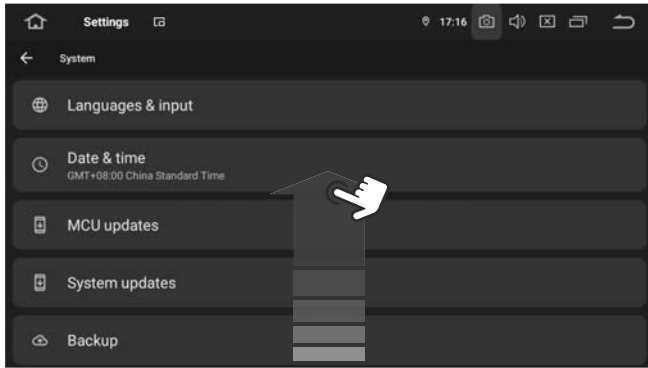 Settings
17:16
System
Languages & input
Date & time
GMT+08:00 China Standard Time
MCU updates
System updates
Backup